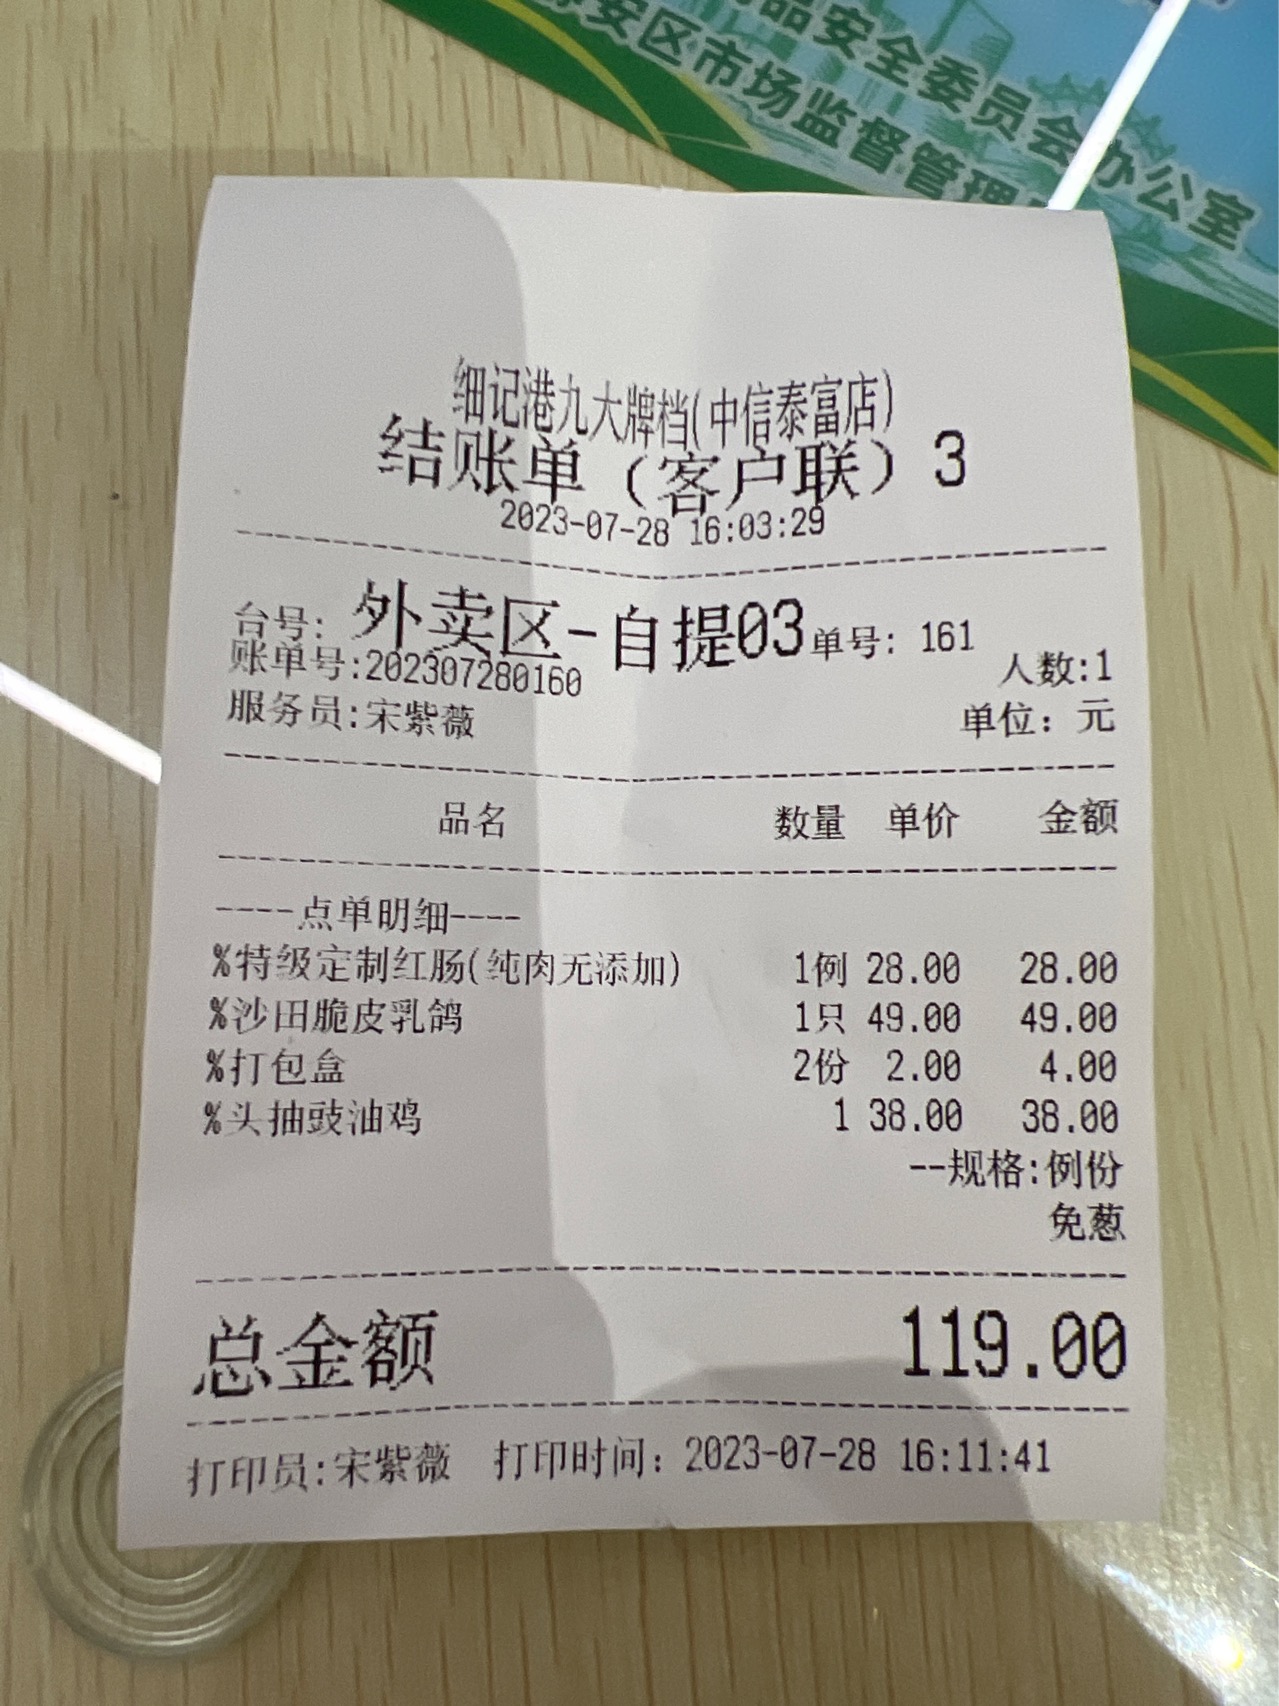 品安全委员会办公室
安区市场监督管理
细记港九大牌档(中信泰富店)
结账单（客户联）3
2023-07-28 16:03:29
台号: 外卖区-自提03 单号: 161
账单号:202307280160 人数:1
服务员:宋紫薇 单位: 元
品名 数量 单价 金额
----点单明细----
%特级定制红肠(纯肉无添加) 1例 28.00 28.00
%沙田脆皮乳鸽 1只 49.00 49.00
%打包盒 2份 2.00 4.00
%头抽豉油鸡 1 38.00 38.00
--规格:例份
免葱
总金额 119.00
打印员:宋紫薇 打印时间: 2023-07-28 16:11:41